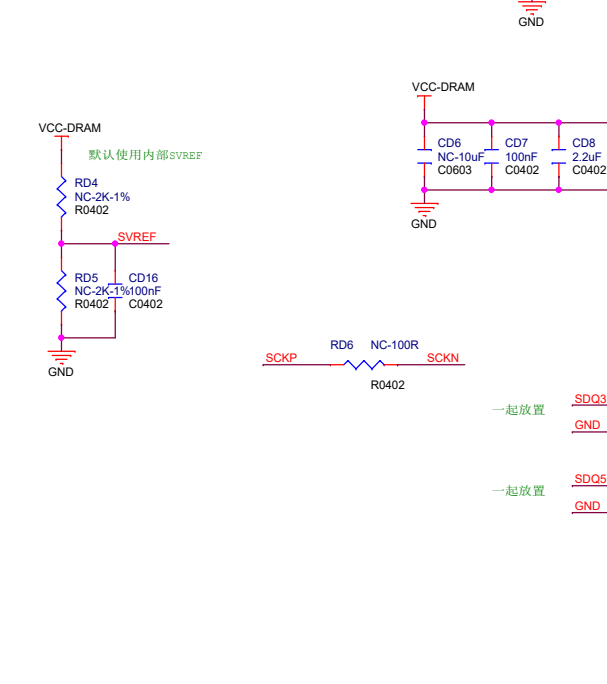 GND
VCC-DRAM
CD6
NC-10uF
C0603
CD7
100nF
C0402
CD8
2.2uF
C0402
GND
VCC-DRAM
默认使用内部SVREF
RD4
NC-2K-1%
R0402
SVREF
RD5
NC-2K-1%
R0402
CD16
100nF
C0402
GND
RD6 NC-100R
SCKP
SCKN
R0402
一起放置
SDQ3
GND
一起放置
SDQ5
GND